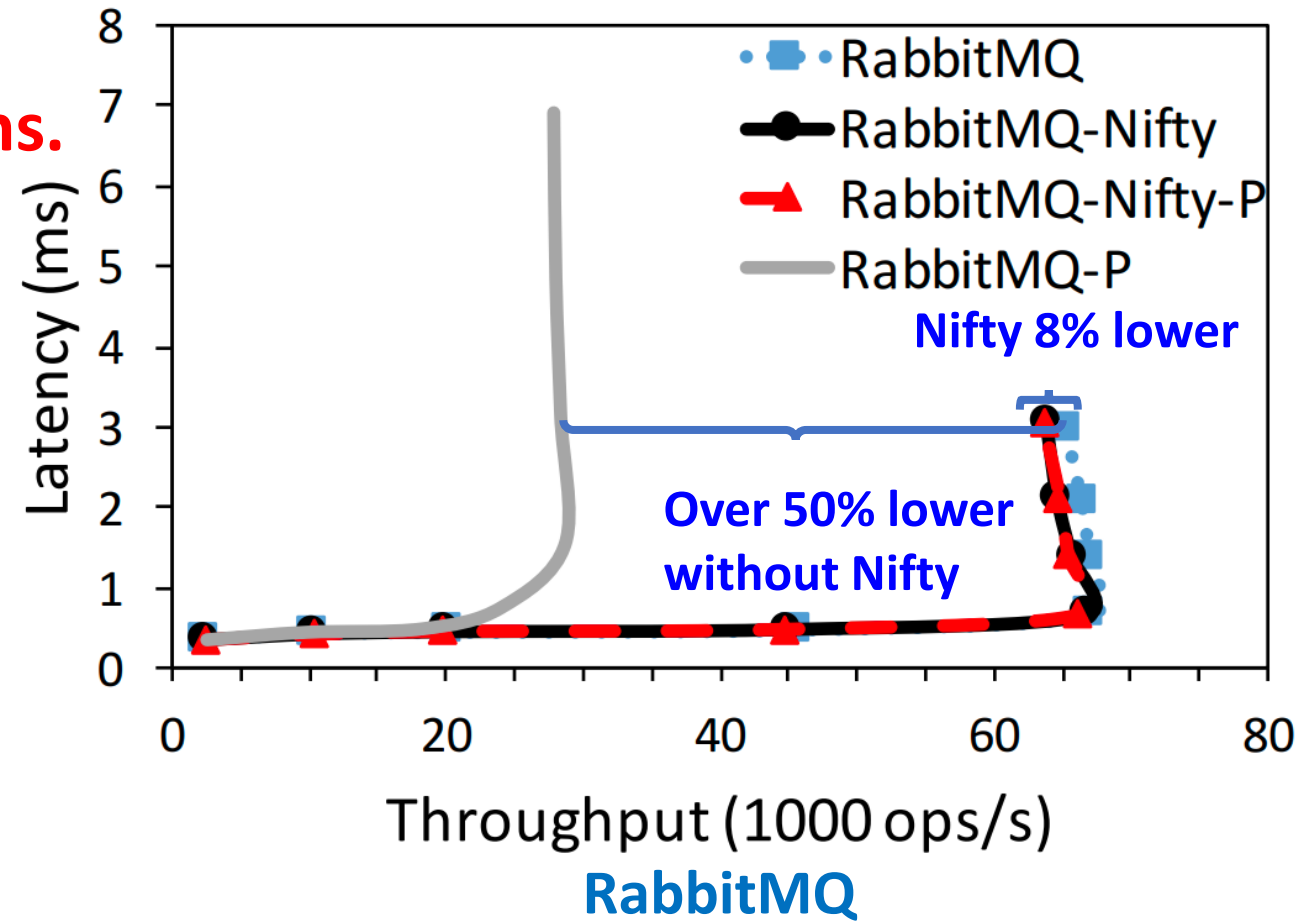 ns.
8
7
6
5
4
3
2
1
0
Latency (ms)
RabbitMQ
RabbitMQ-Nifty
RabbitMQ-Nifty-P
RabbitMQ-P
Nifty 8% lower
Over 50% lower
without Nifty
0 20 40 60 80
Throughput (1000 ops/s)
RabbitMQ